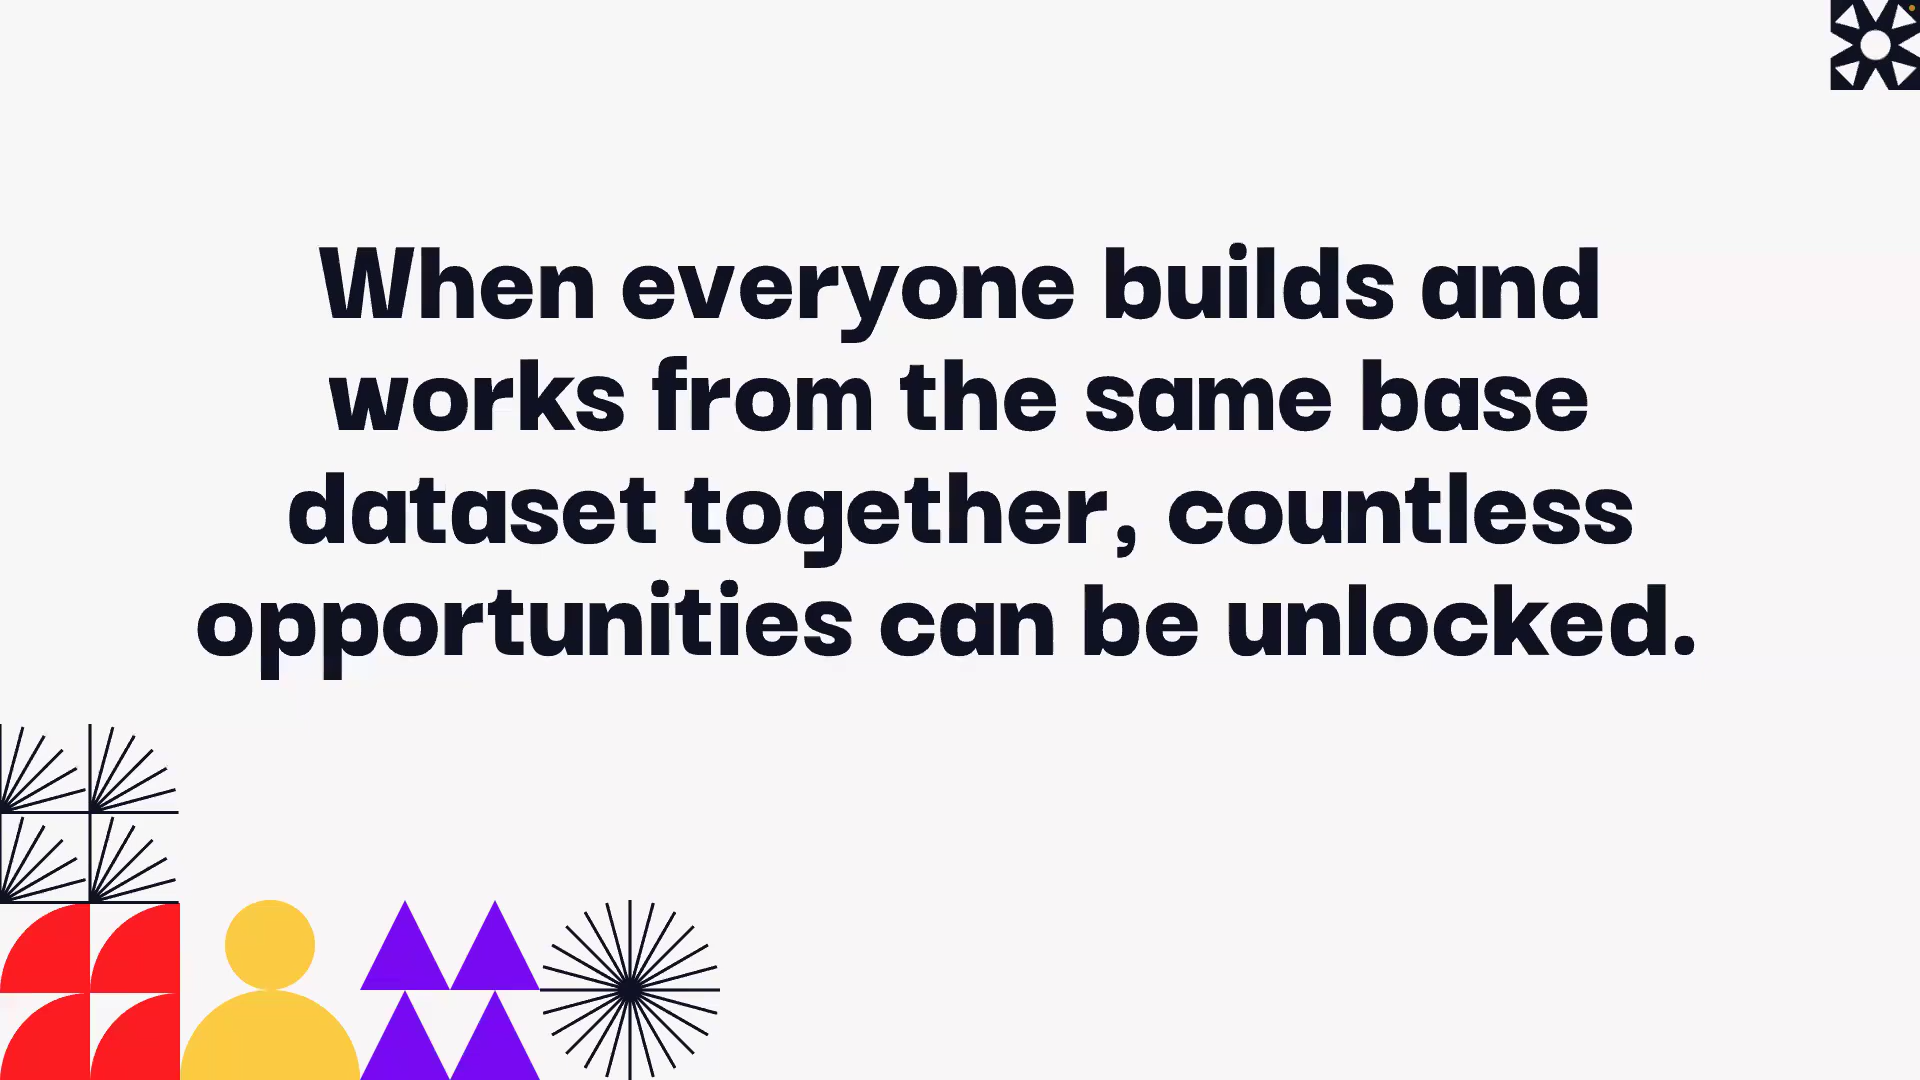 When everyone builds and
works from the same base
dataset together, countless
opportunities can be unlocked.